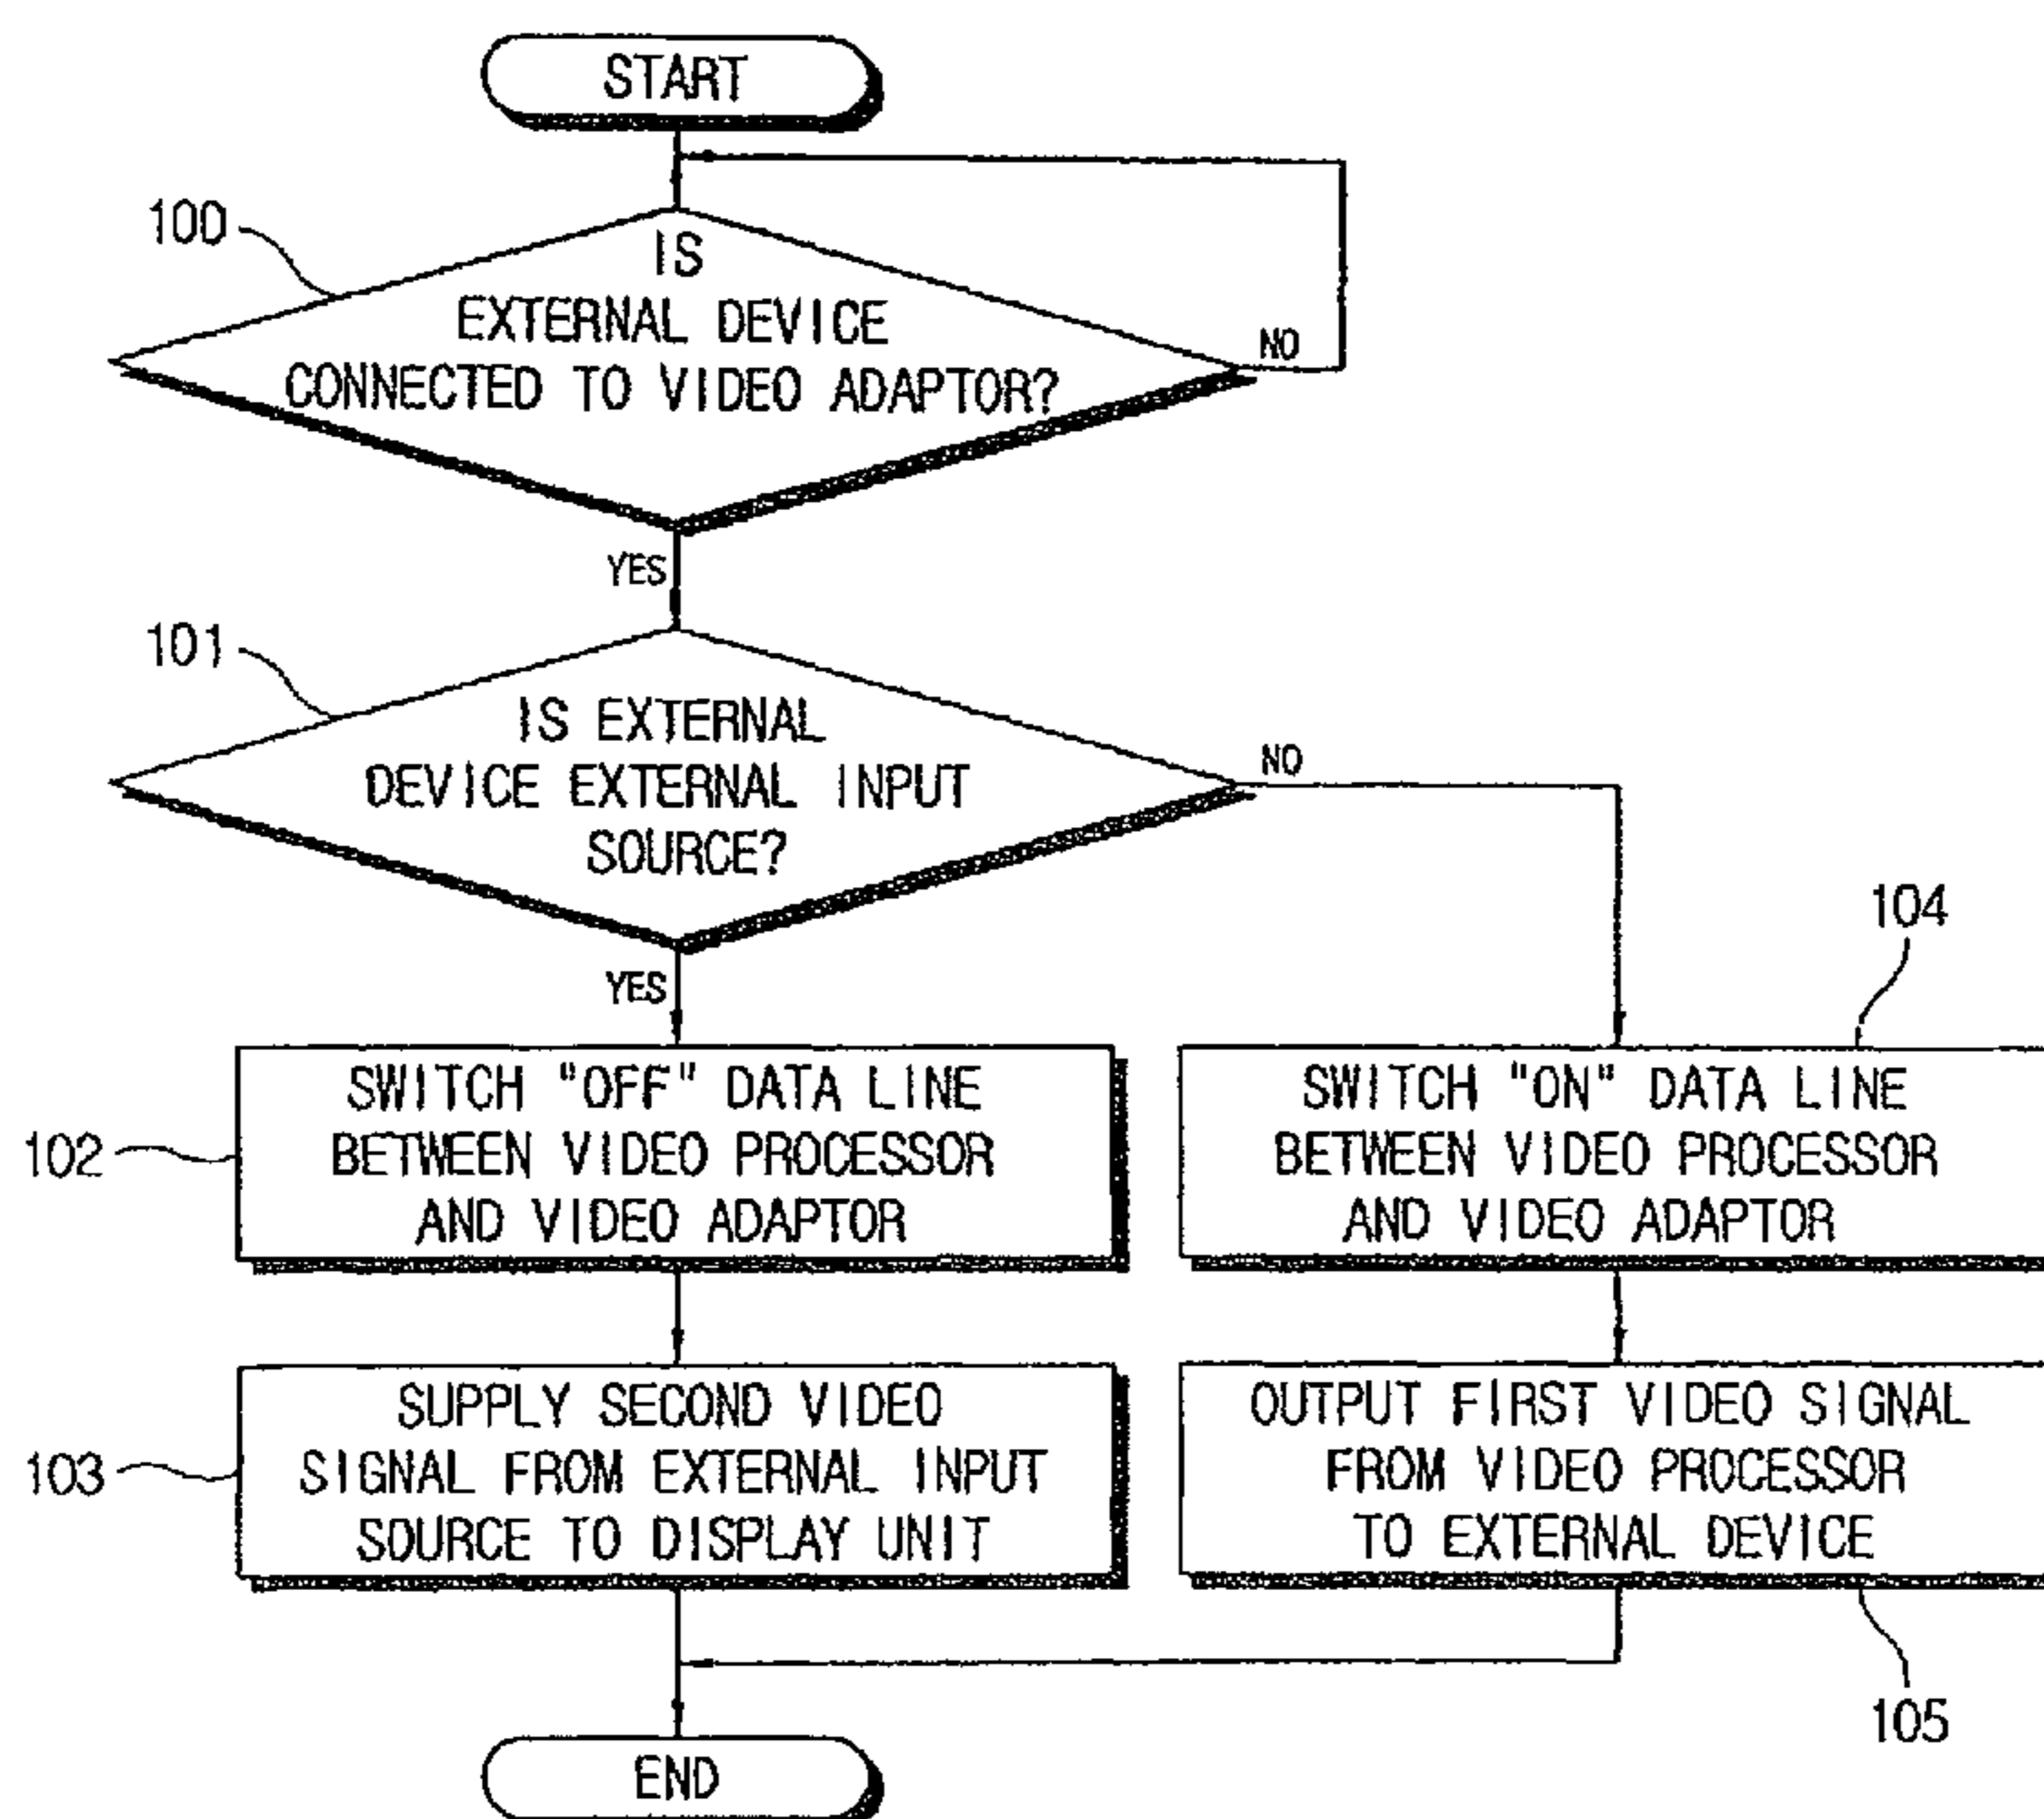 START
100
IS
EXTERNAL DEVICE
CONNECTED TO VIDEO ADAPTOR?
NO
YES
101
IS EXTERNAL
DEVICE EXTERNAL INPUT
SOURCE?
NO
YES
102
SWITCH "OFF" DATA LINE
BETWEEN VIDEO PROCESSOR
AND VIDEO ADAPTOR
104
SWITCH "ON" DATA LINE
BETWEEN VIDEO PROCESSOR
AND VIDEO ADAPTOR
103
SUPPLY SECOND VIDEO
SIGNAL FROM EXTERNAL INPUT
SOURCE TO DISPLAY UNIT
OUTPUT FIRST VIDEO SIGNAL
FROM VIDEO PROCESSOR
TO EXTERNAL DEVICE
105
END